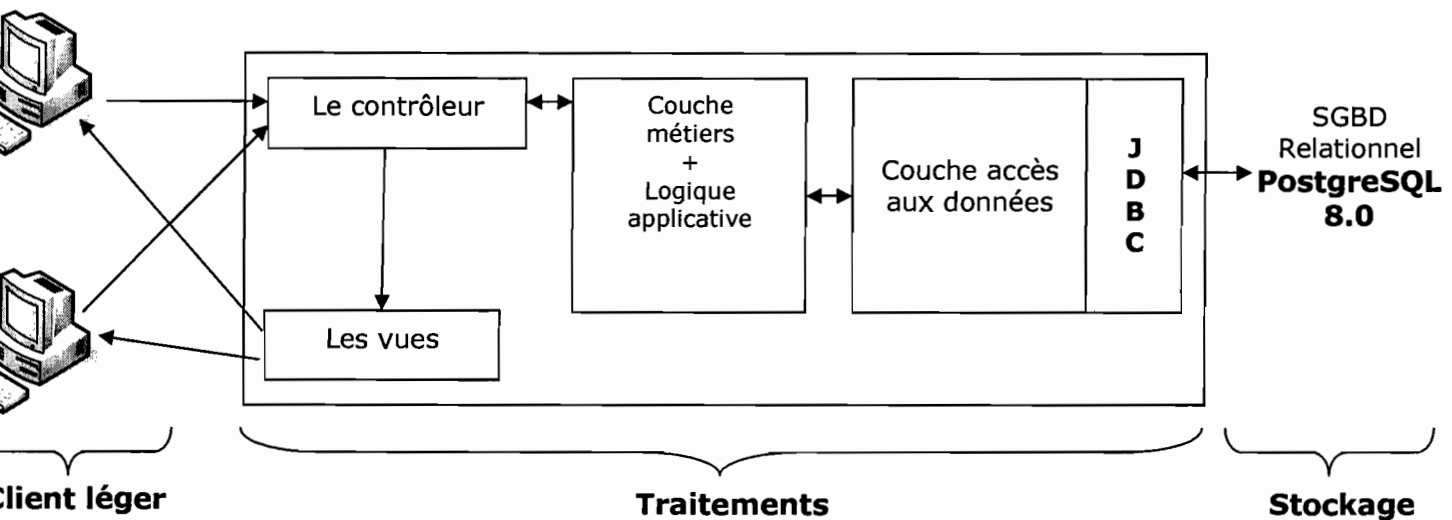 Le contrôleur
Couche
métiers
+
Logique
applicative
Couche accès
aux données
J
D
B
C
SGBD
Relationnel
PostgreSQL
8.0
Les vues
Client léger
Traitements
Stockage